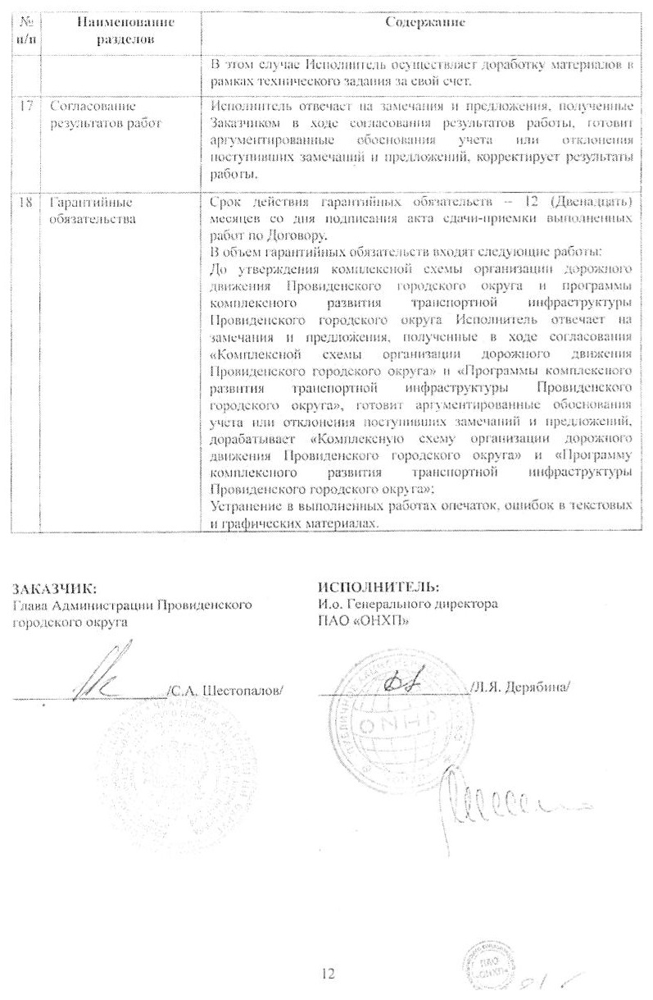 № п/п
Наименование разделов
Содержание
В этом случае Исполнитель осуществляет доработку материалов в
рамках технического задания за свой счет.
17
Согласование
результатов работ
Исполнитель отвечает на замечания и предложения, полученные
Заказчиком в ходе согласования результатов работы, готовит
аргументированные обоснования учета или отклонения
поступивших замечаний и предложений, корректирует результаты
работы.
18
Гарантийные
обязательства
Срок действия гарантийных обязательств – 12 (Двенадцать)
месяцев со дня подписания акта сдачи-приемки выполненных
работ по Договору.
В объем гарантийных обязательств входят следующие работы:
До утверждения комплексной схемы организации дорожного
движения Провиденского городского округа и программы
комплексного развития транспортной инфраструктуры
Провиденского городского округа Исполнитель отвечает на
замечания и предложения, полученные в ходе согласования
«Комплексной схемы организации дорожного движения
Провиденского городского округа» и «Программы комплексного
развития транспортной инфраструктуры Провиденского
городского округа», готовит аргументированные обоснования
учета или отклонения поступивших замечаний и предложений,
дорабатывает «Комплексную схему организации дорожного
движения Провиденского городского округа» и «Программу
комплексного развития транспортной инфраструктуры
Провиденского городского округа»;
Устранение в выполненных работах опечаток, ошибок в текстовых
и графических материалах.
ЗАКАЗЧИК:
Глава Администрации Провиденского
городского округа
/С.А. Шестопалов/
ИСПОЛНИТЕЛЬ:
И.о. Генерального директора
ПАО «ОНХП»
/Л.Я. Дерябина/
ONHP
12
ПАО
«ОНХП»